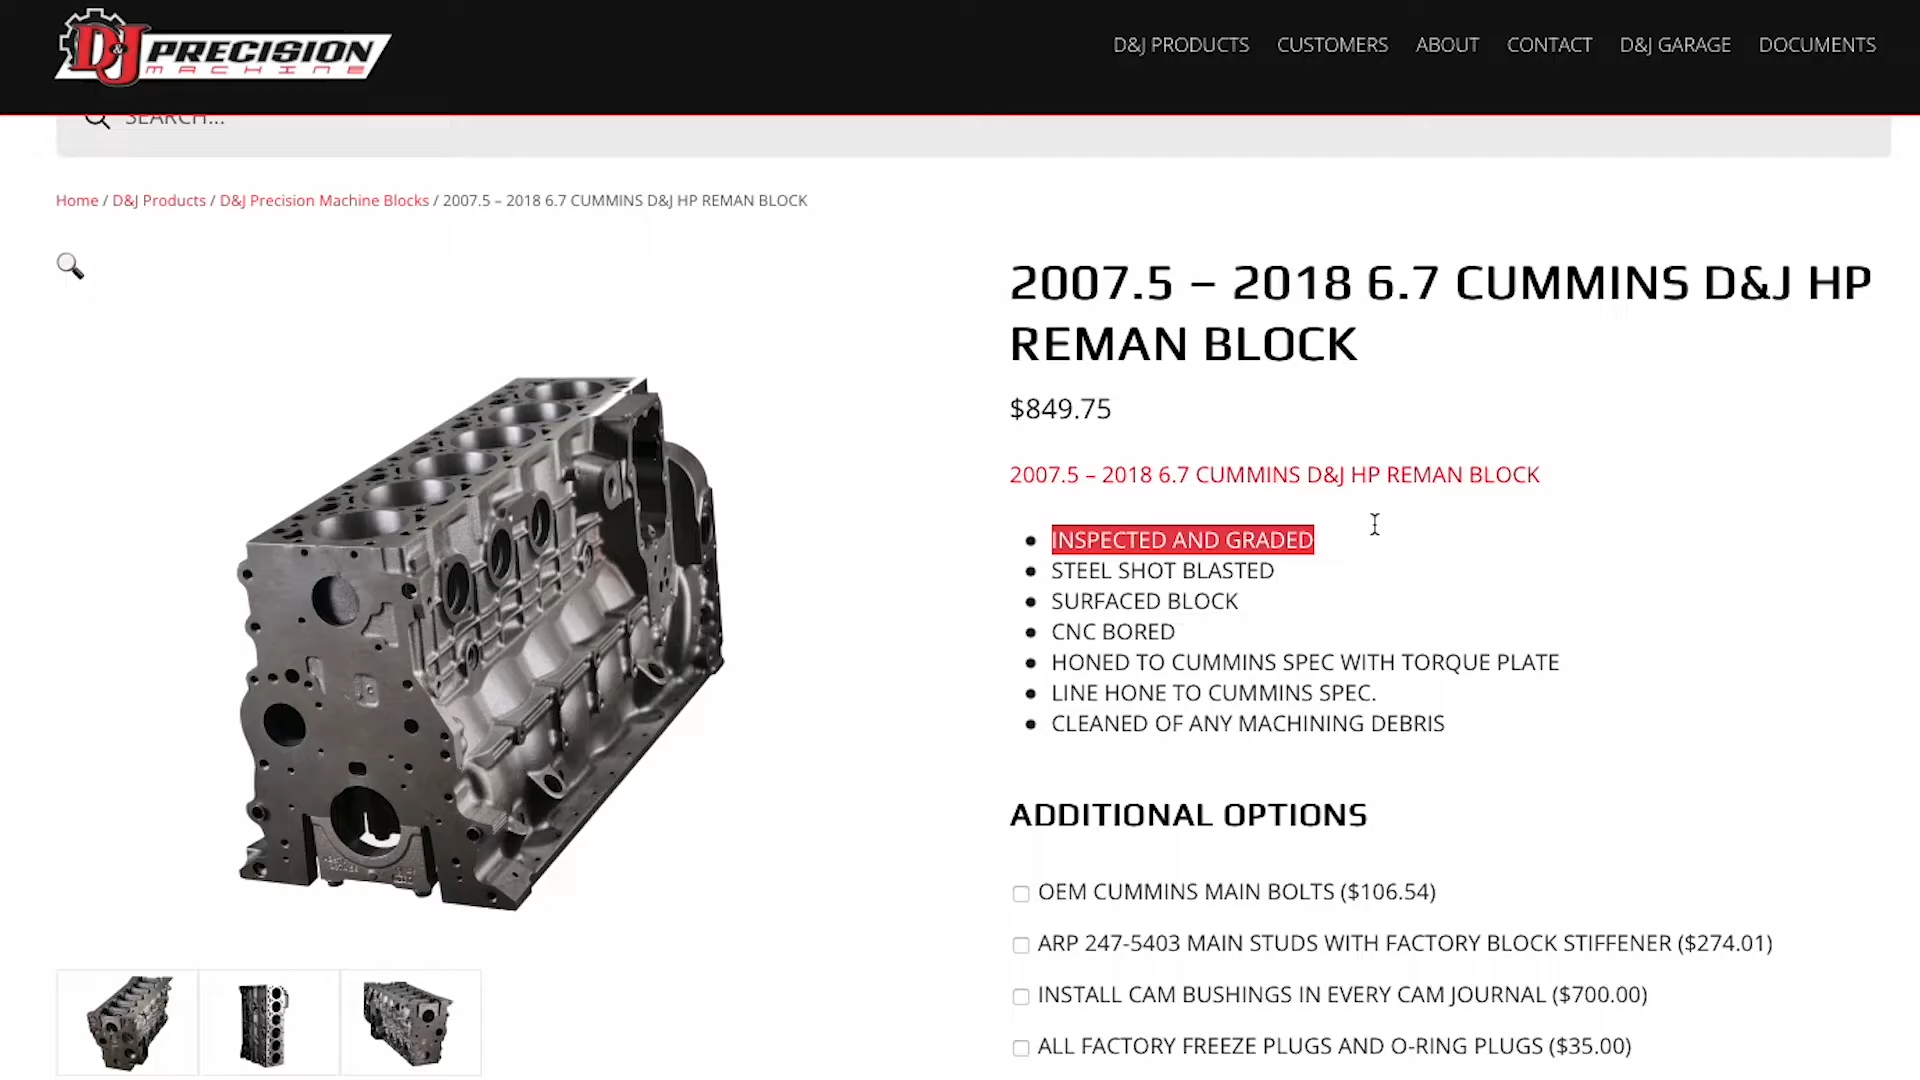 D&J PRECISION
MACHINE
D&J PRODUCTS CUSTOMERS ABOUT CONTACT D&J GARAGE DOCUMENTS
SEARCH...
Home / D&J Products / D&J Precision Machine Blocks / 2007.5 – 2018 6.7 CUMMINS D&J HP REMAN BLOCK
2007.5 – 2018 6.7 CUMMINS D&J HP
REMAN BLOCK
$849.75
2007.5 – 2018 6.7 CUMMINS D&J HP REMAN BLOCK
INSPECTED AND GRADED
STEEL SHOT BLASTED
SURFACED BLOCK
CNC BORED
HONED TO CUMMINS SPEC WITH TORQUE PLATE
LINE HONE TO CUMMINS SPEC.
CLEANED OF ANY MACHINING DEBRIS
ADDITIONAL OPTIONS
OEM CUMMINS MAIN BOLTS ($106.54)
ARP 247-5403 MAIN STUDS WITH FACTORY BLOCK STIFFENER ($274.01)
INSTALL CAM BUSHINGS IN EVERY CAM JOURNAL ($700.00)
ALL FACTORY FREEZE PLUGS AND O-RING PLUGS ($35.00)